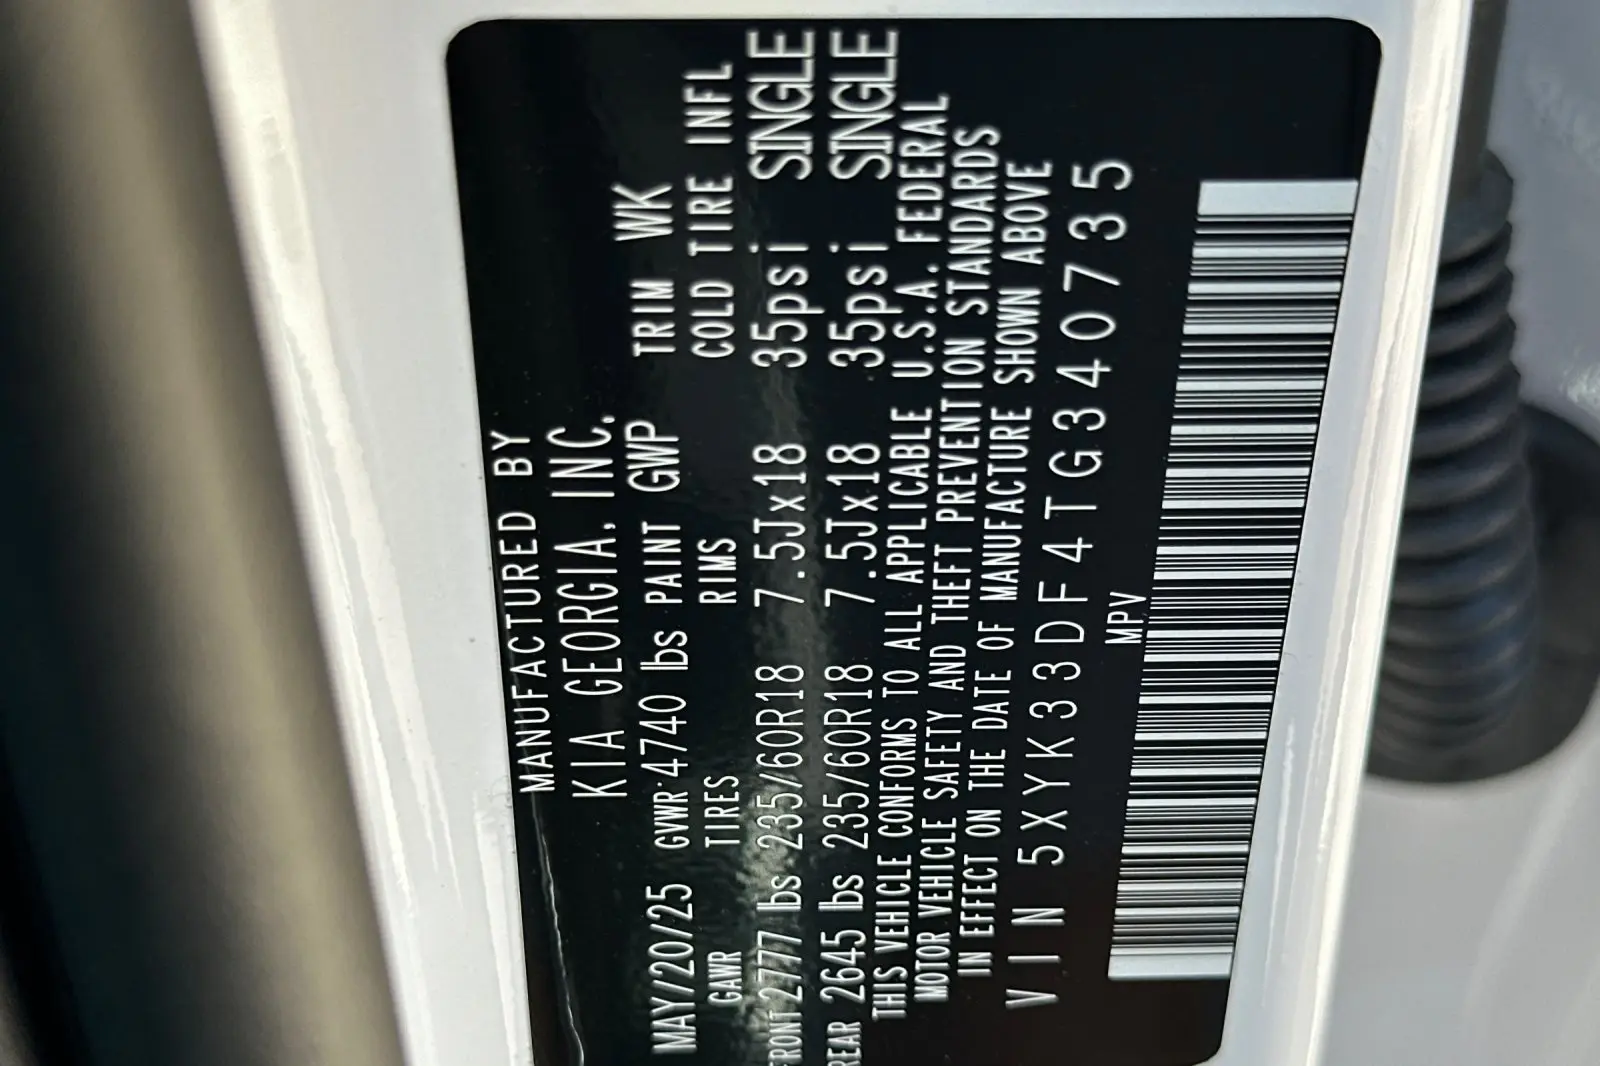 MANUFACTURED BY
KIA GEORGIA, INC.
MAY/20/25 GVWR:4740 lbs PAINT GWP TRIM WK
GAWR TIRES RIMS COLD TIRE INFL
FRONT 2777 lbs 235/60R18 7.5Jx18 35psi SINGLE
REAR 2645 lbs 235/60R18 7.5Jx18 35psi SINGLE
THIS VEHICLE CONFORMS TO ALL APPLICABLE U.S.A. FEDERAL
MOTOR VEHICLE SAFETY AND THEFT PREVENTION STANDARDS
IN EFFECT ON THE DATE OF MANUFACTURE SHOWN ABOVE
VIN 5XYK33DF4TG340735
MPV